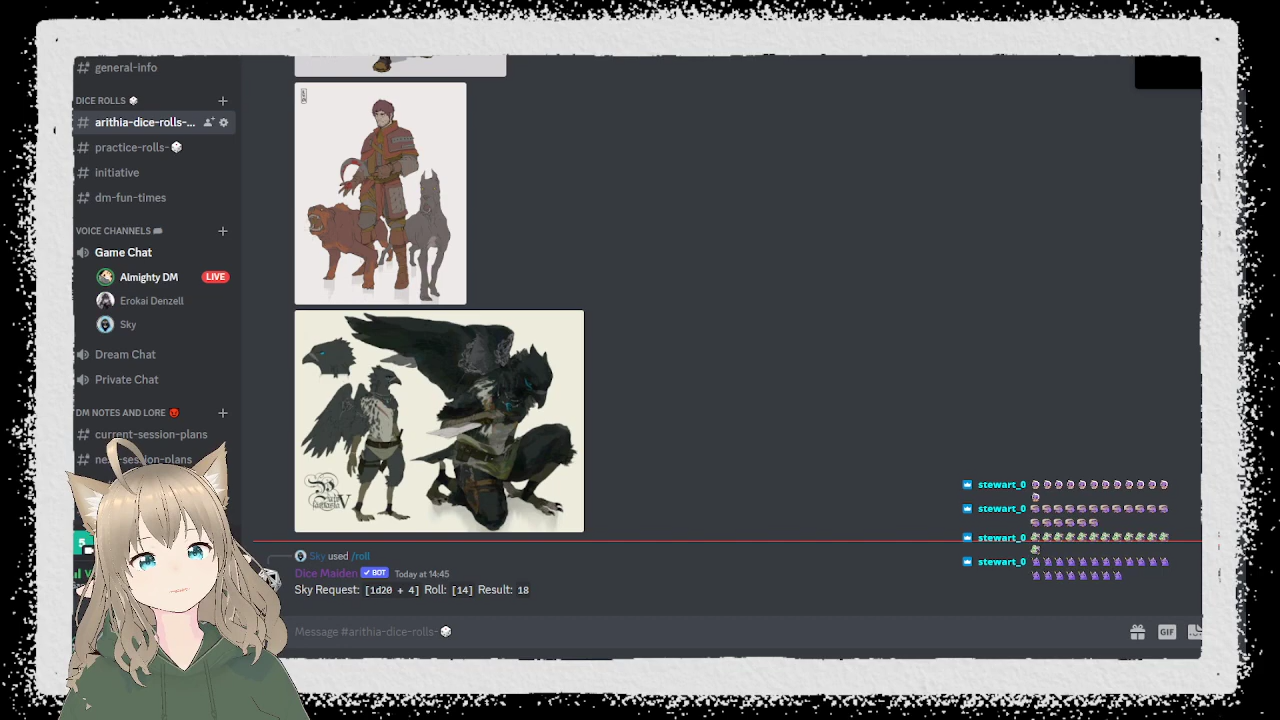 general-info
DICE ROLLS
arithia-dice-rolls-...
practice-rolls-
initiative
dm-fun-times
VOICE CHANNELS
Game Chat
Almighty DM LIVE
Erokai Denzell
Sky
Dream Chat
Private Chat
DM NOTES AND LORE
current-session-plans
next-session-plans
Sky used /roll
Dice Maiden ✓ BOT Today at 14:45
Sky Request: [1d20 + 4] Roll: [14] Result: 18
Message #arithia-dice-rolls-
GIF
stewart_0
stewart_0
stewart_0
stewart_0